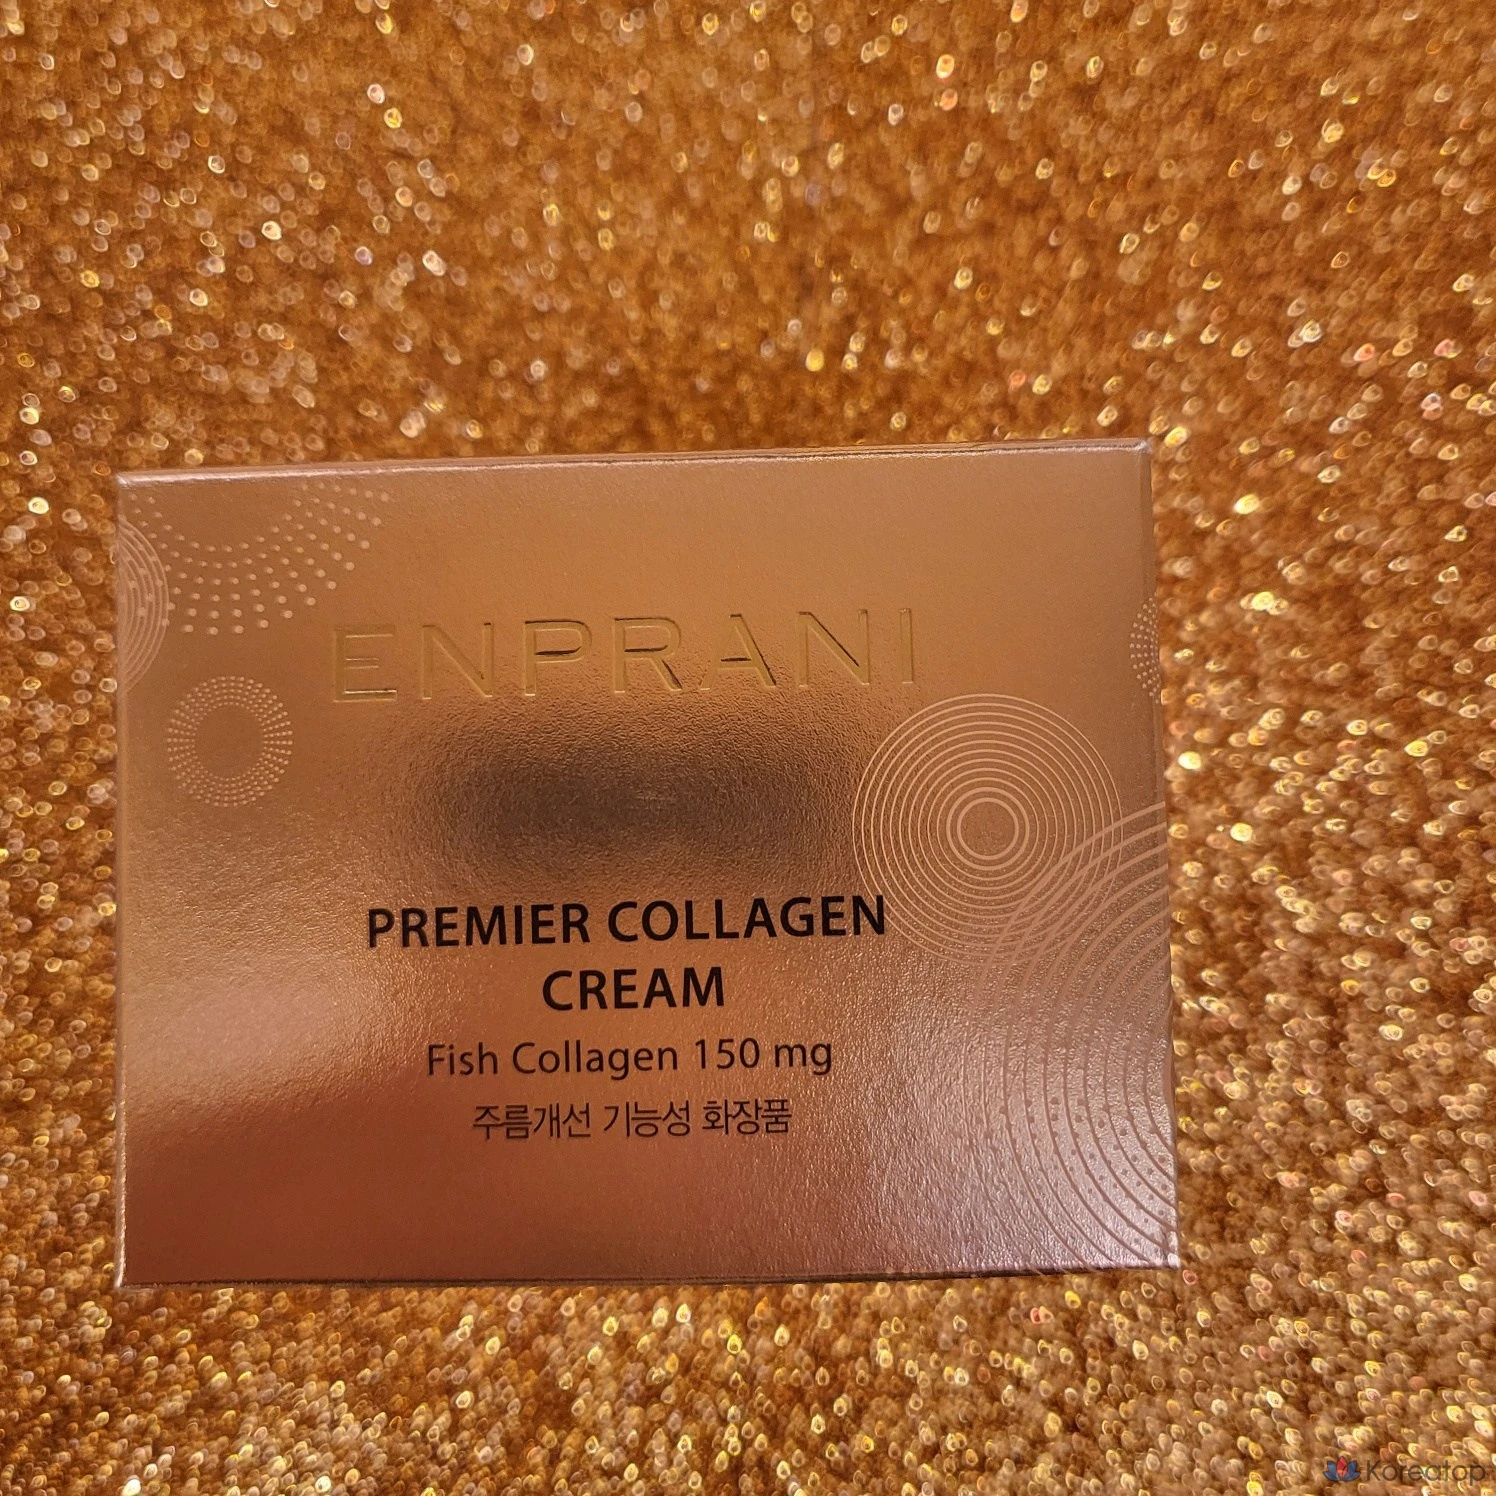 ENPRANI
PREMIER COLLAGEN
CREAM
Fish Collagen 150 mg
주름개선 기능성 화장품
Koreatop